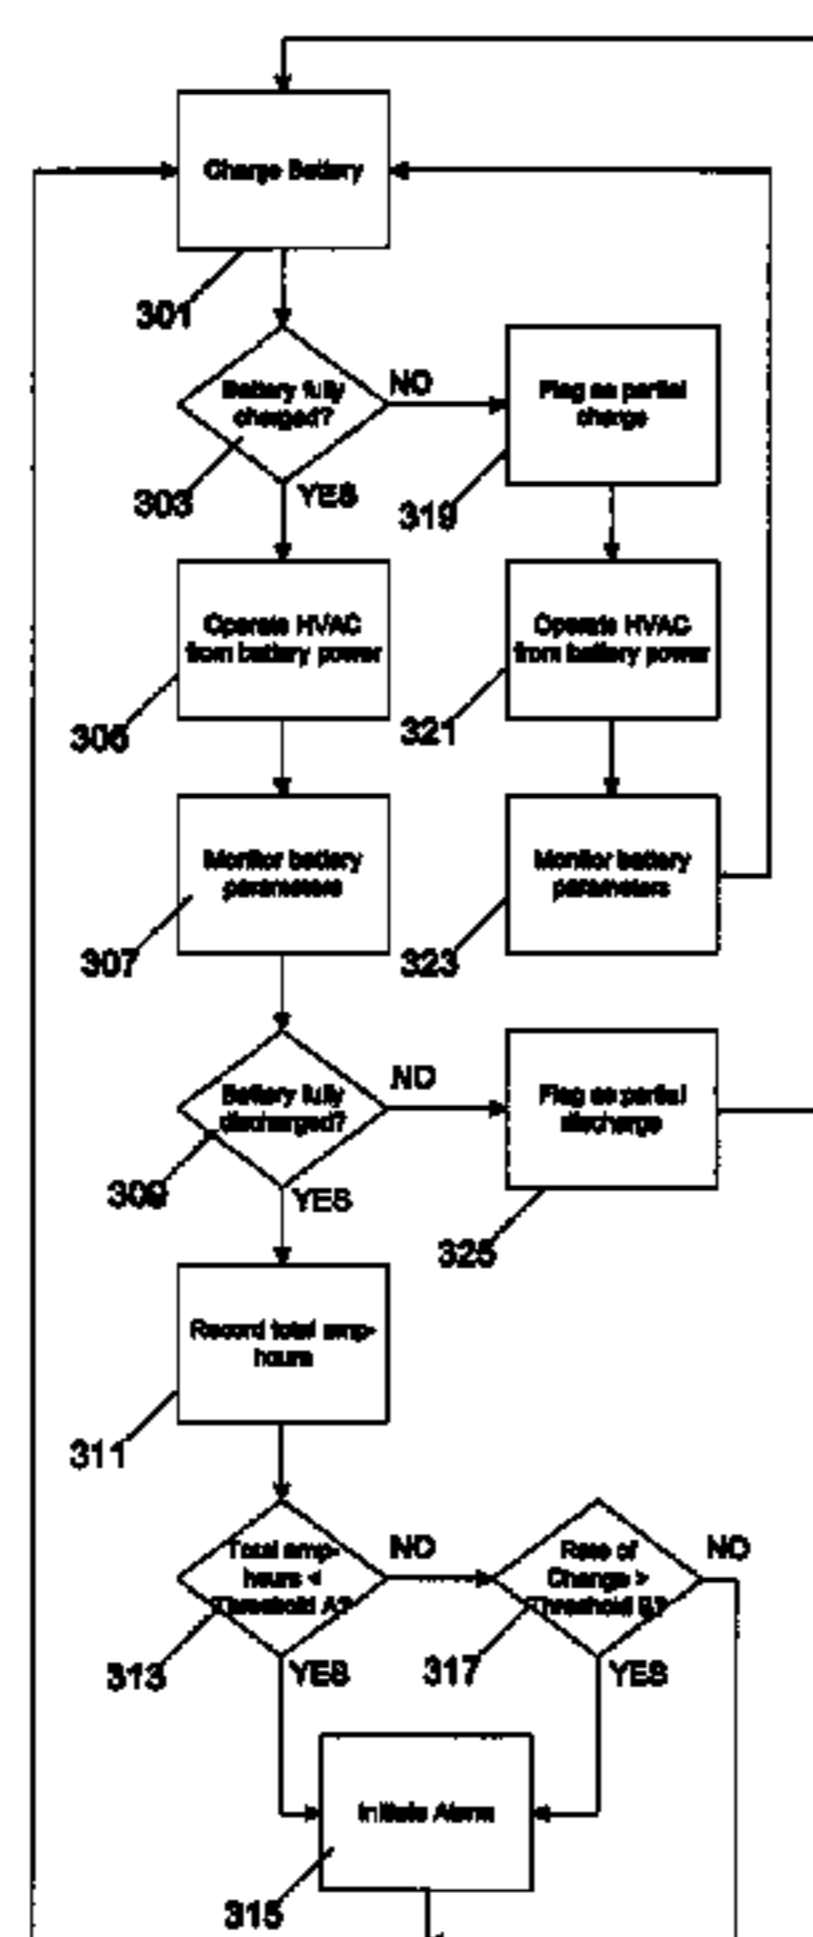 Charge Battery
301
Battery fully
charged?
NO
303
YES
Flag as partial
charge
319
Operate HVAC
from battery power
305
Operate HVAC
from battery power
321
Monitor battery
parameters
307
Monitor battery
parameters
323
Battery fully
discharged?
NO
309
YES
Flag as partial
discharge
325
Record total amp-
hours
311
Total amp-
hours <
Threshold A?
NO
313
YES
Rate of
Change >
Threshold B?
NO
317
YES
Initiate Alarm
315